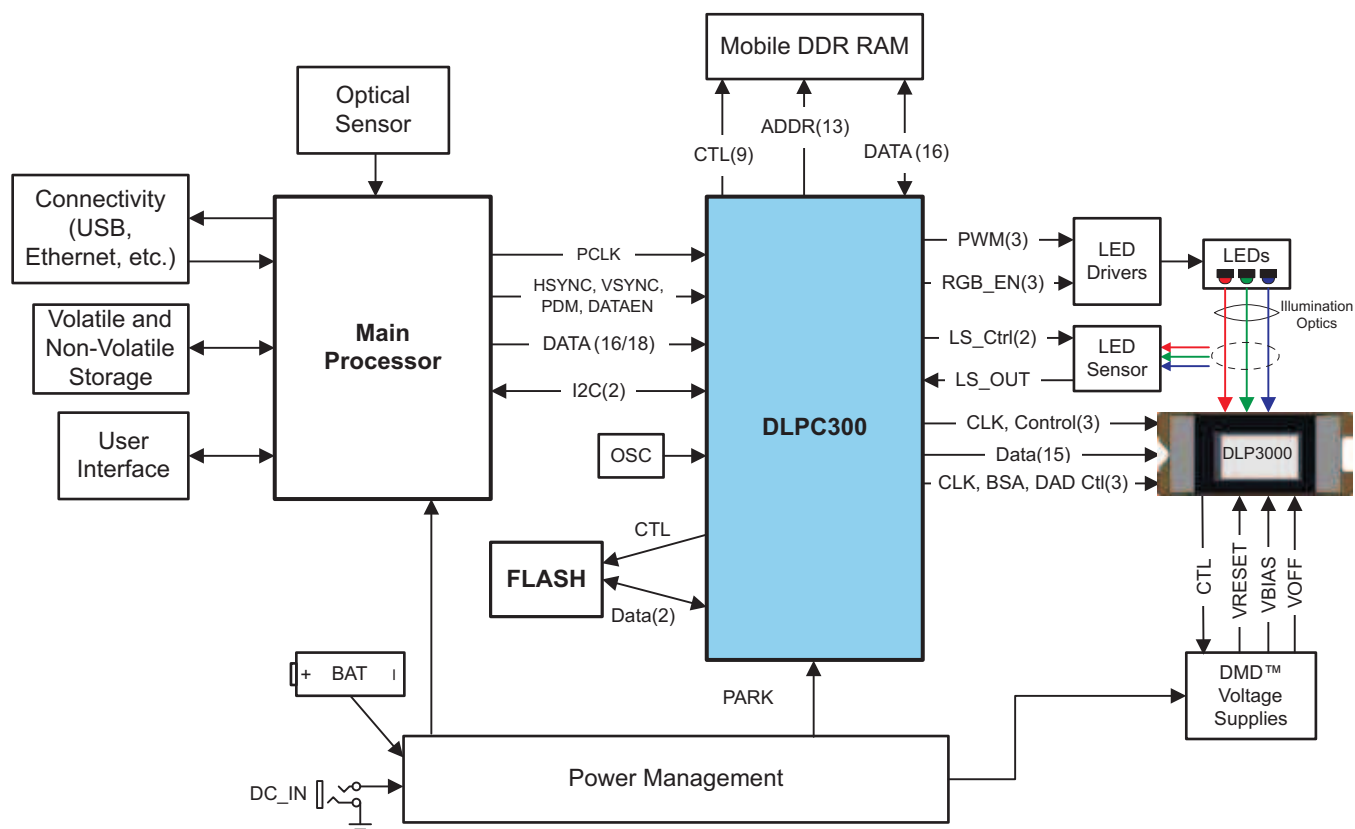 Mobile DDR RAM
Optical
Sensor
CTL(9)
ADDR(13)
DATA (16)
Connectivity
(USB,
Ethernet, etc.)
Volatile and
Non-Volatile
Storage
User
Interface
Main
Processor
PCLK
HSYNC, VSYNC,
PDM, DATAEN
DATA (16/18)
I2C(2)
OSC
CTL
FLASH
Data(2)
DLPC300
PWM(3)
RGB_EN(3)
LS_Ctrl(2)
LS_OUT
CLK, Control(3)
Data(15)
CLK, BSA, DAD Ctl(3)
LED
Drivers
LEDs
Illumination
Optics
LED
Sensor
DLP3000
CTL
VRESET
VBIAS
VOFF
DMD™
Voltage
Supplies
+ BAT –
PARK
DC_IN
Power Management